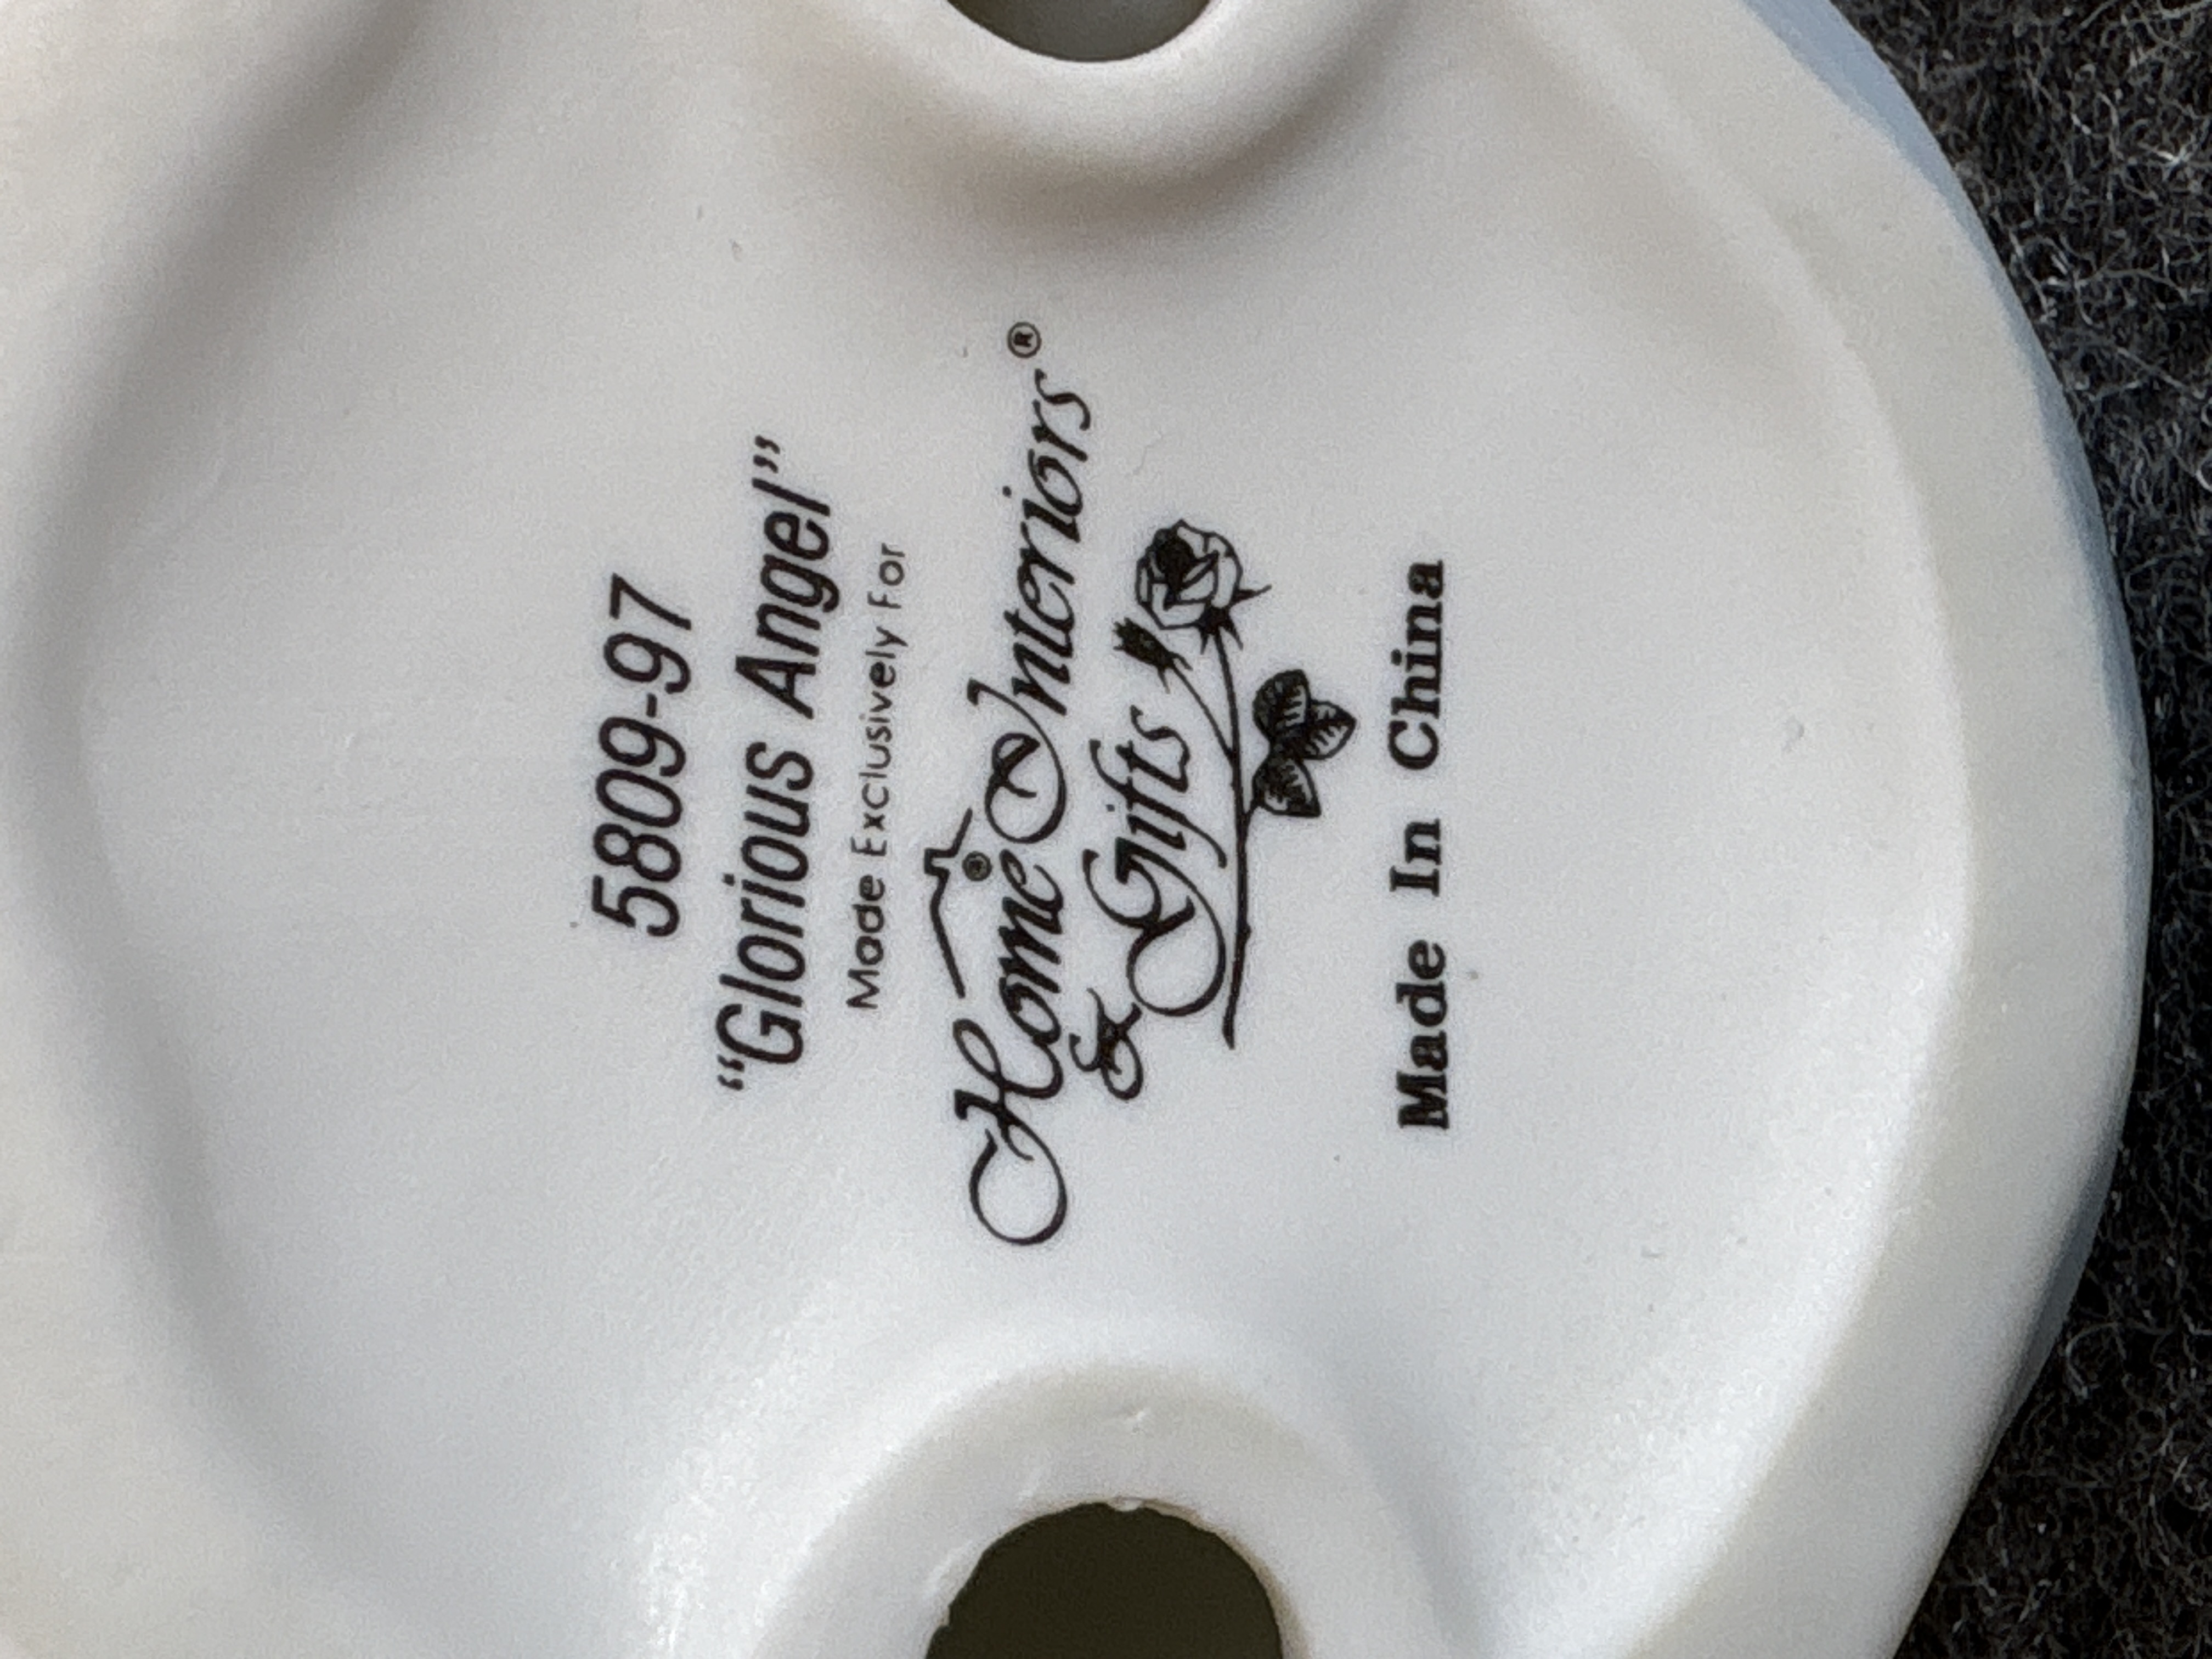 5809-97
“Glorious Angel”
Made Exclusively For
Home Interiors®
& Gifts
Made In China